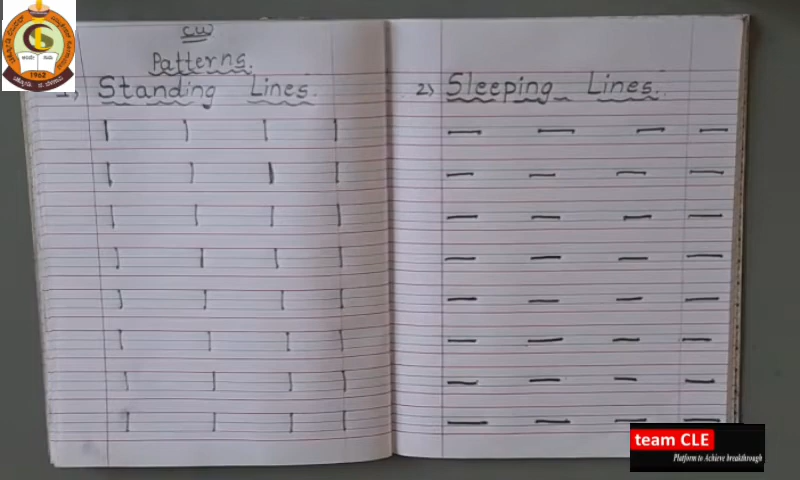 CW
Patterns.
1) Standing Lines.
2) Sleeping Lines.
1962
team CLE
Platform to Achieve breakthrough